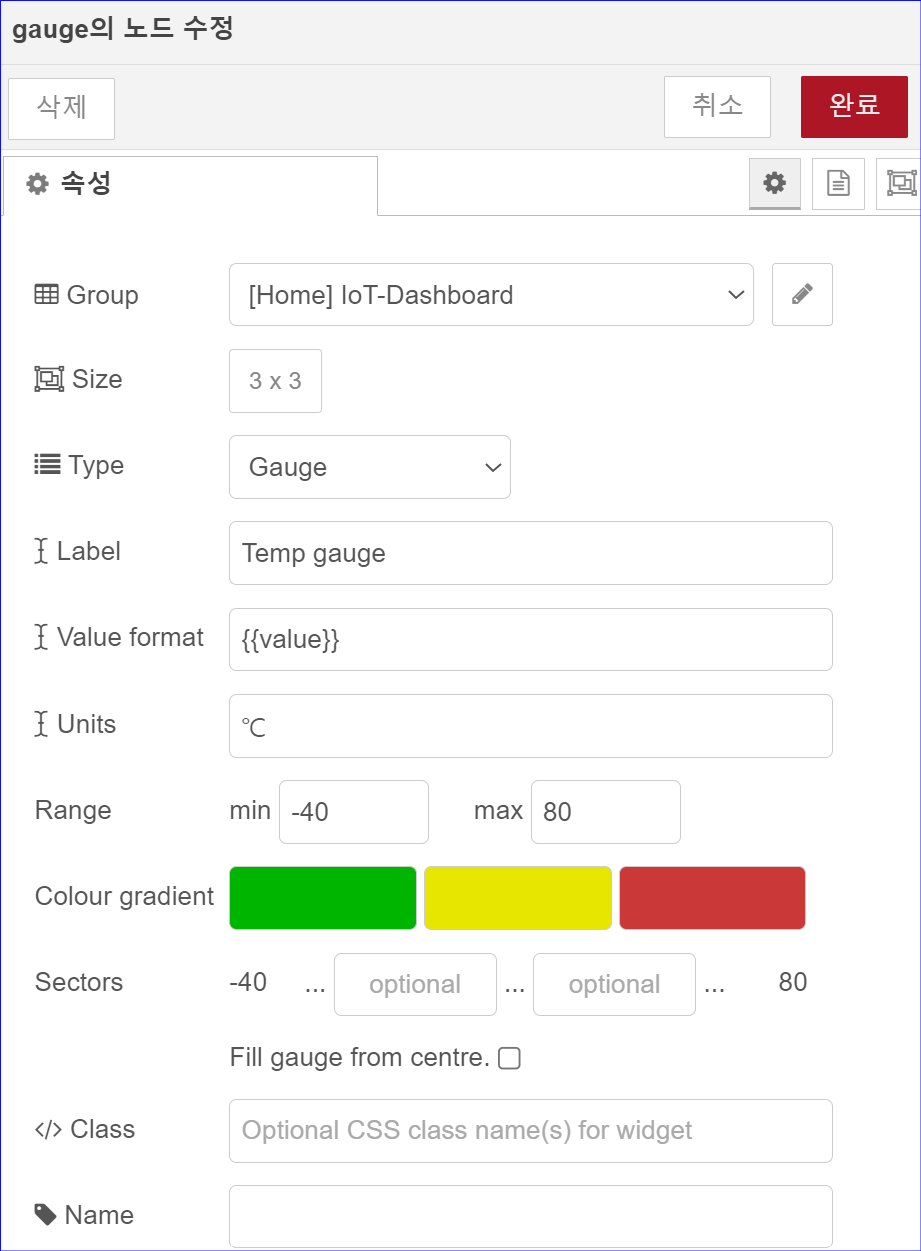 gauge의 노드 수정
삭제 취소 완료
속성
Group [Home] IoT-Dashboard
Size 3 x 3
Type Gauge
Label Temp gauge
Value format {{value}}
Units ℃
Range min -40 max 80
Colour gradient
Sectors -40 ... optional ... optional ... 80
Fill gauge from centre.
</> Class Optional CSS class name(s) for widget
Name